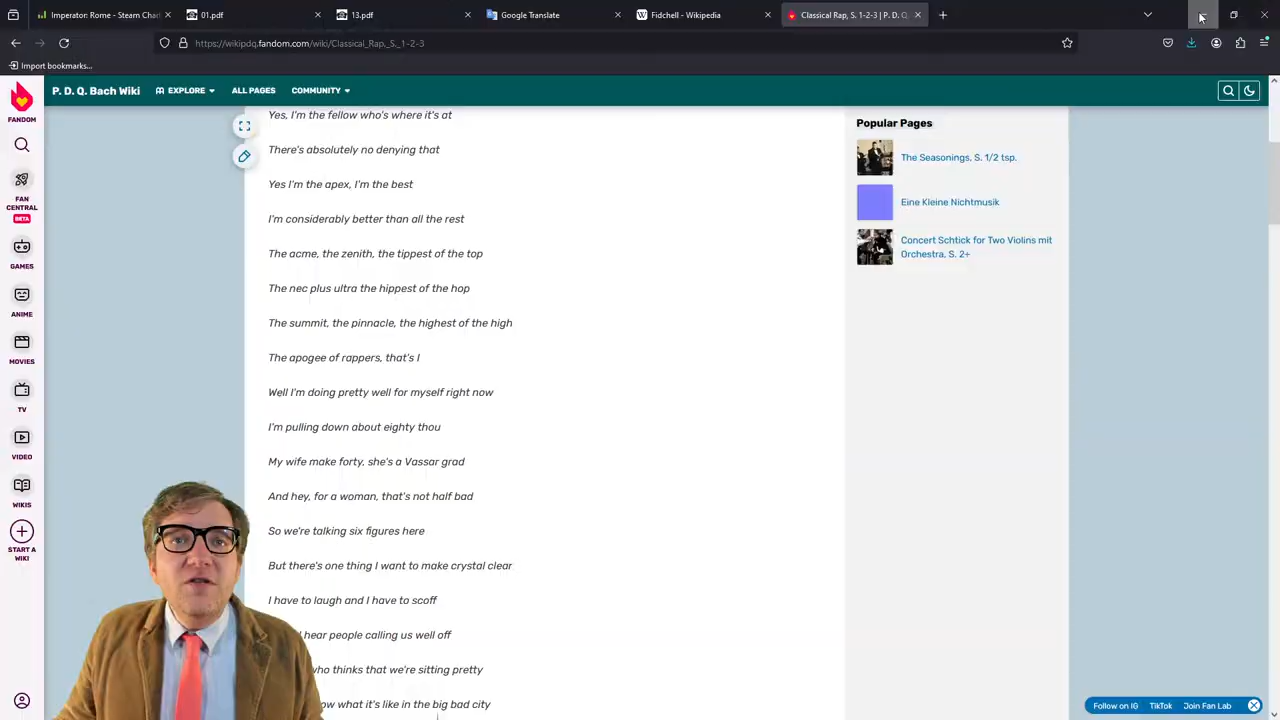 Imperator: Rome - Steam Chart
01.pdf
13.pdf
Google Translate
Fidchell - Wikipedia
Classical Rap, S. 1-2-3 | P. D. Q.
https://wikipdq.fandom.com/wiki/Classical_Rap,_S._1-2-3
Import bookmarks...
P. D. Q. Bach Wiki
EXPLORE
ALL PAGES
COMMUNITY
FANDOM
FAN CENTRAL
BETA
GAMES
ANIME
MOVIES
TV
VIDEO
WIKIS
START A WIKI
Yes, I'm the fellow who's where it's at
There's absolutely no denying that
Yes I'm the apex, I'm the best
I'm considerably better than all the rest
The acme, the zenith, the tippest of the top
The nec plus ultra the hippest of the hop
The summit, the pinnacle, the highest of the high
The apogee of rappers, that's I
Well I'm doing pretty well for myself right now
I'm pulling down about eighty thou
My wife make forty, she's a Vassar grad
And hey, for a woman, that's not half bad
So we're talking six figures here
But there's one thing I want to make crystal clear
I have to laugh and I have to scoff
I hear people calling us well off
who thinks that we're sitting pretty
what it's like in the big bad city
Popular Pages
The Seasonings, S. 1/2 tsp.
Eine Kleine Nichtmusik
Concert Schtick for Two Violins mit
Orchestra, S. 2+
Follow on IG
TikTok
Join Fan Lab